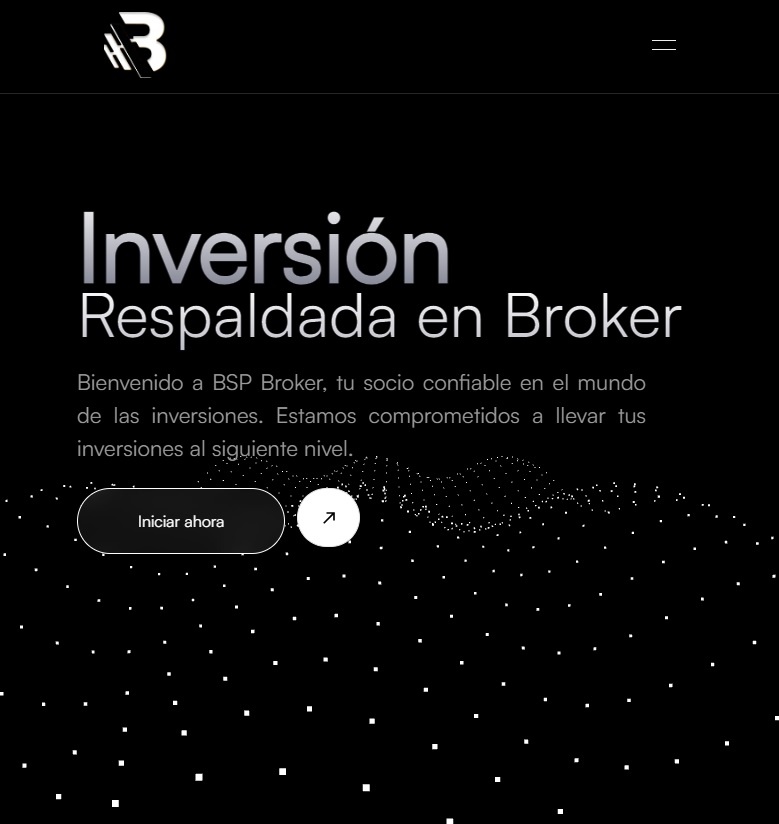 Inversión
Respaldada en Broker
Bienvenido a BSP Broker, tu socio confiable en el mundo
de las inversiones. Estamos comprometidos a llevar tus
inversiones al siguiente nivel.
Iniciar ahora